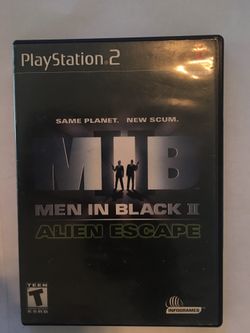 PlayStation 2
SAME PLANET. NEW SCUM.
MIB
MEN IN BLACK II
ALIEN ESCAPE
TEEN
T
ESRB
INFOGRAMES